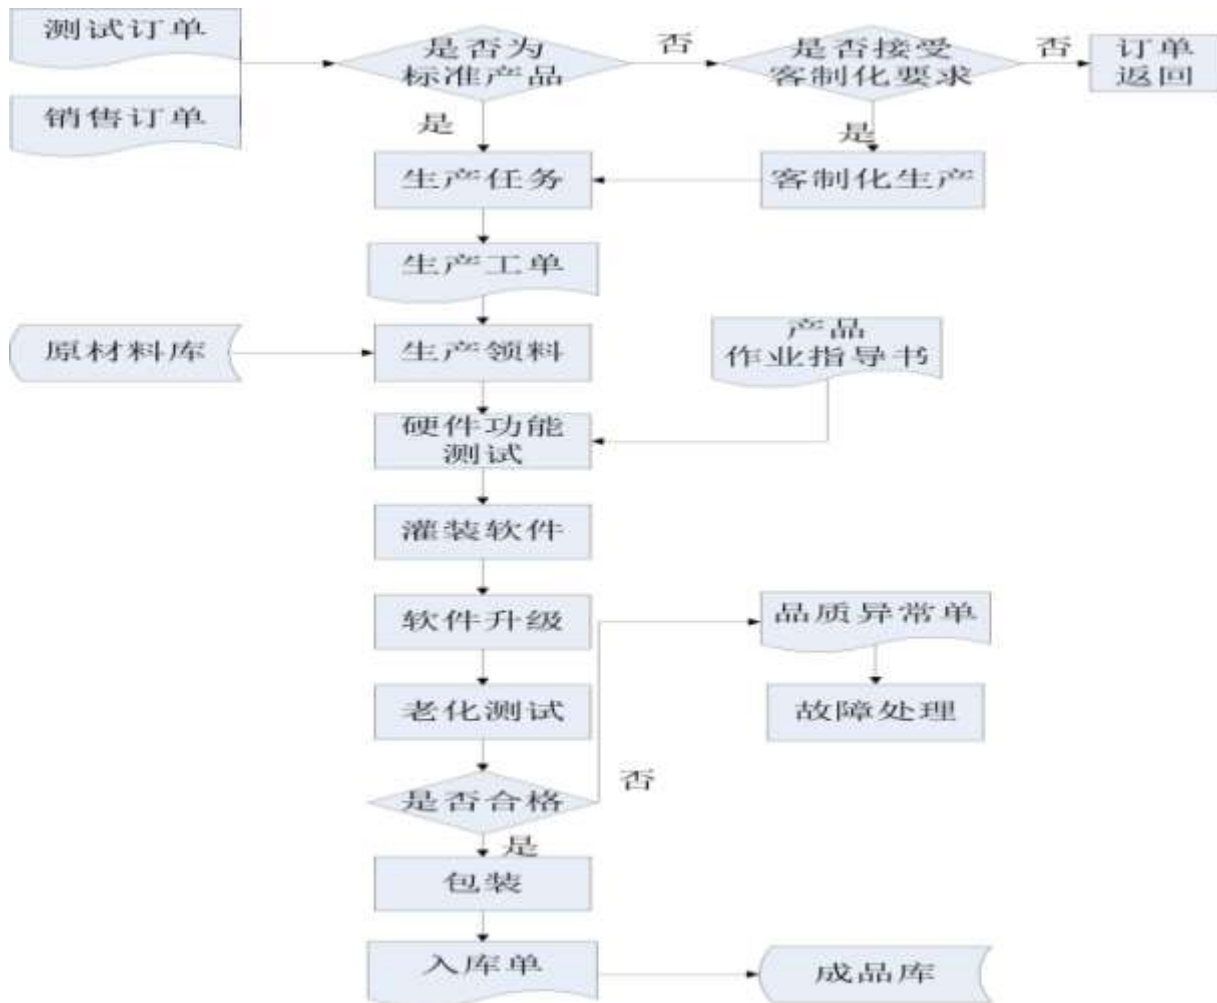 测试订单
是否为
标准产品
否
是否接受
客制化要求
否
订单
返回
销售订单
是
是
生产任务
客制化生产
生产工单
原材料库
生产领料
产品
作业指导书
硬件功能
测试
灌装软件
软件升级
品质异常单
老化测试
故障处理
是否合格
否
是
包装
入库单
成品库